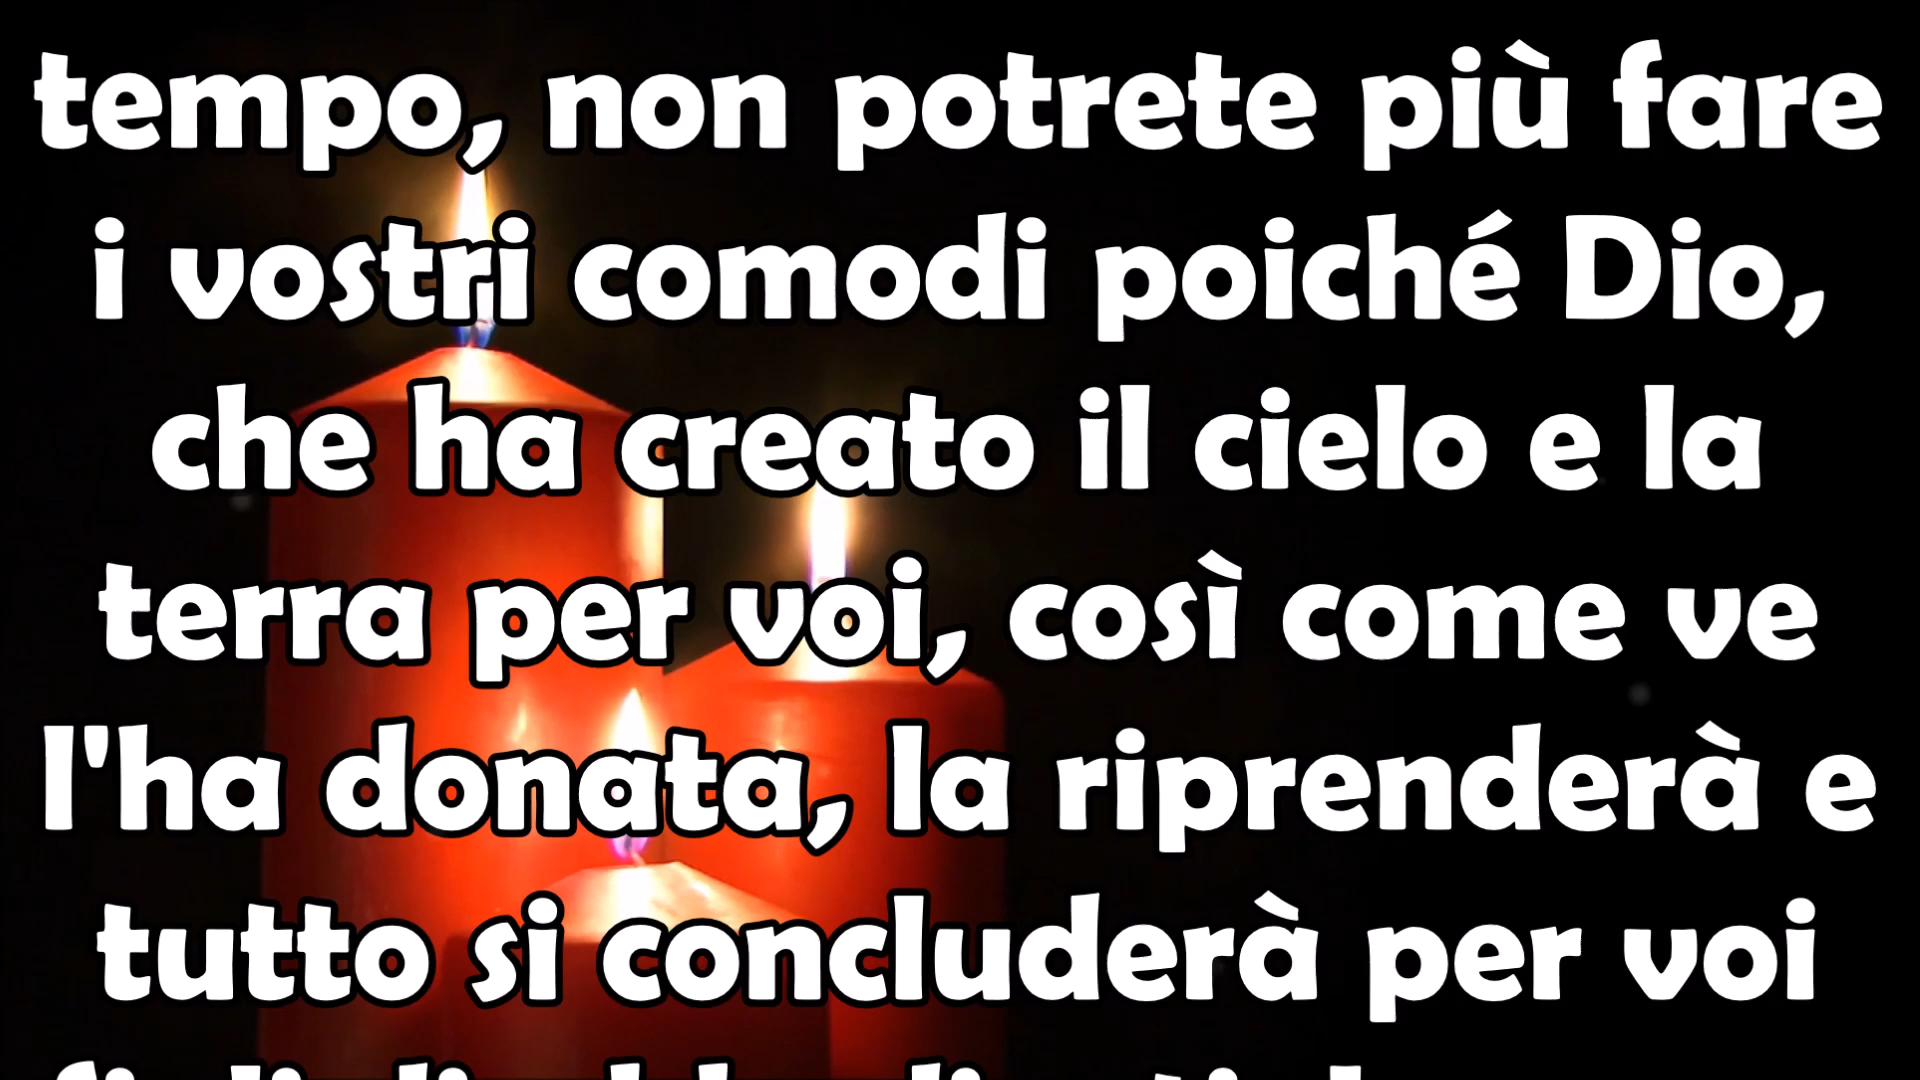 tempo, non potrete più fare
i vostri comodi poiché Dio,
che ha creato il cielo e la
terra per voi, così come ve
l'ha donata, la riprenderà e
tutto si concluderà per voi